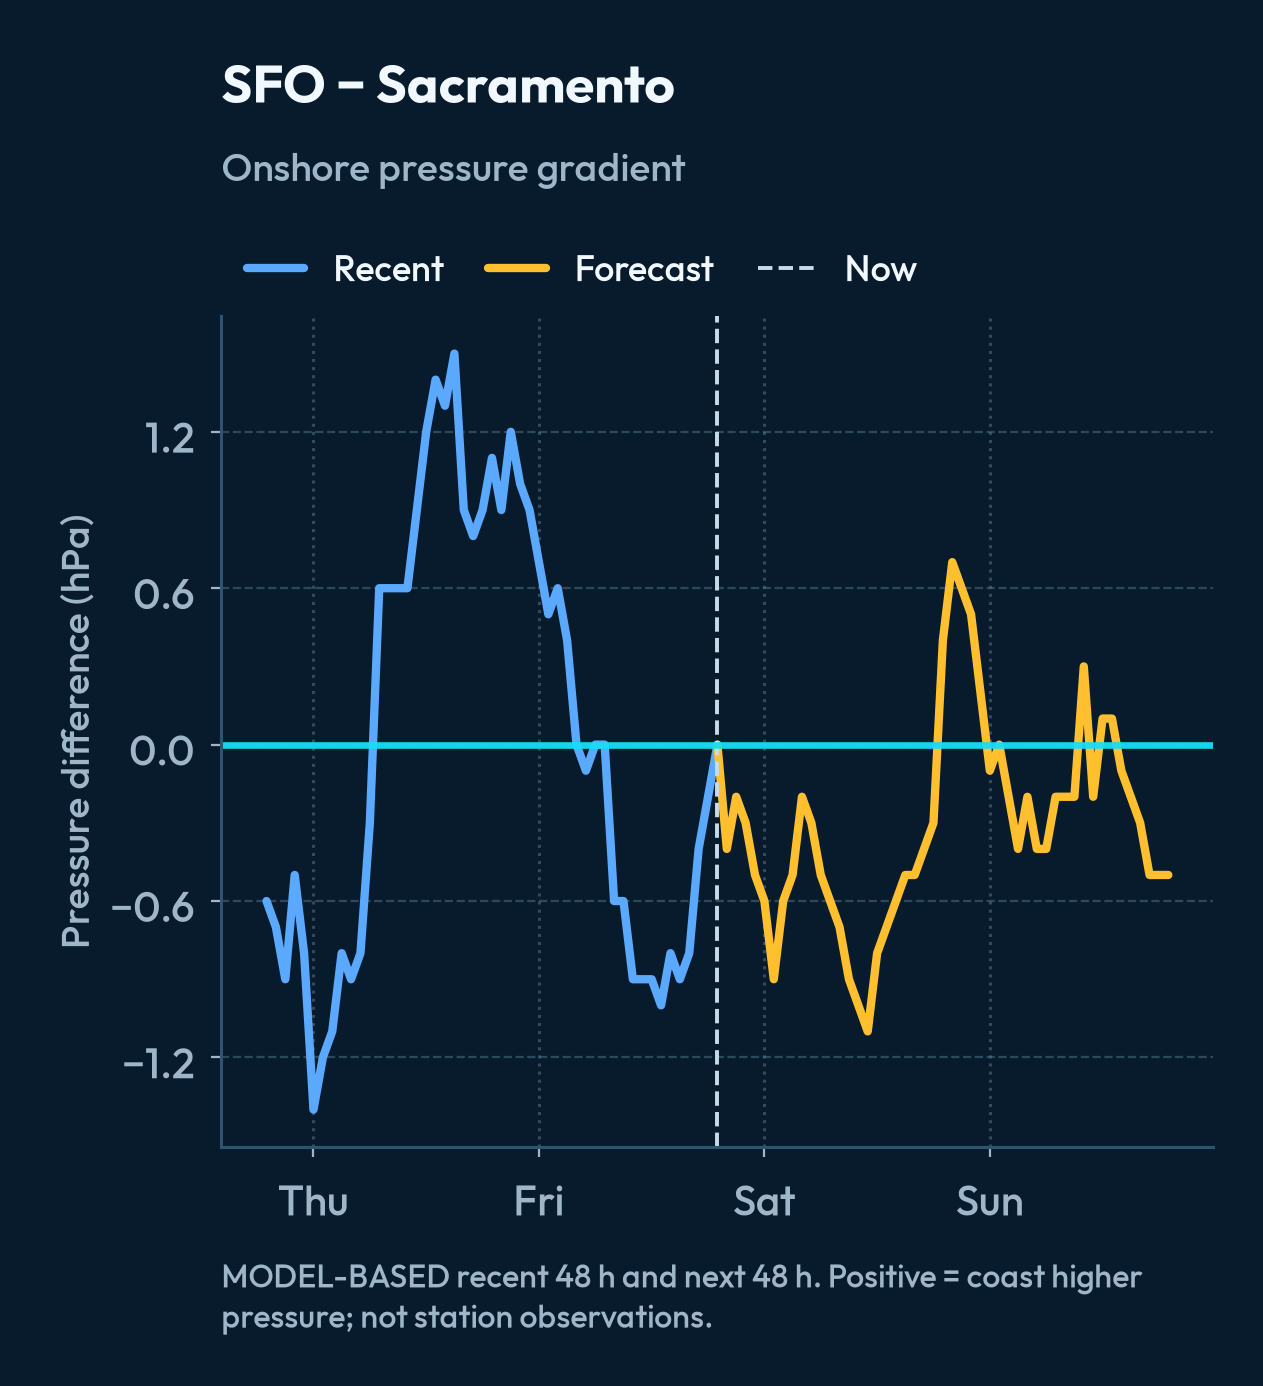 SFO – Sacramento
Onshore pressure gradient
Recent
Forecast
Now
Pressure difference (hPa)
1.2
0.6
0.0
−0.6
−1.2
Thu
Fri
Sat
Sun
MODEL-BASED recent 48 h and next 48 h. Positive = coast higher
pressure; not station observations.